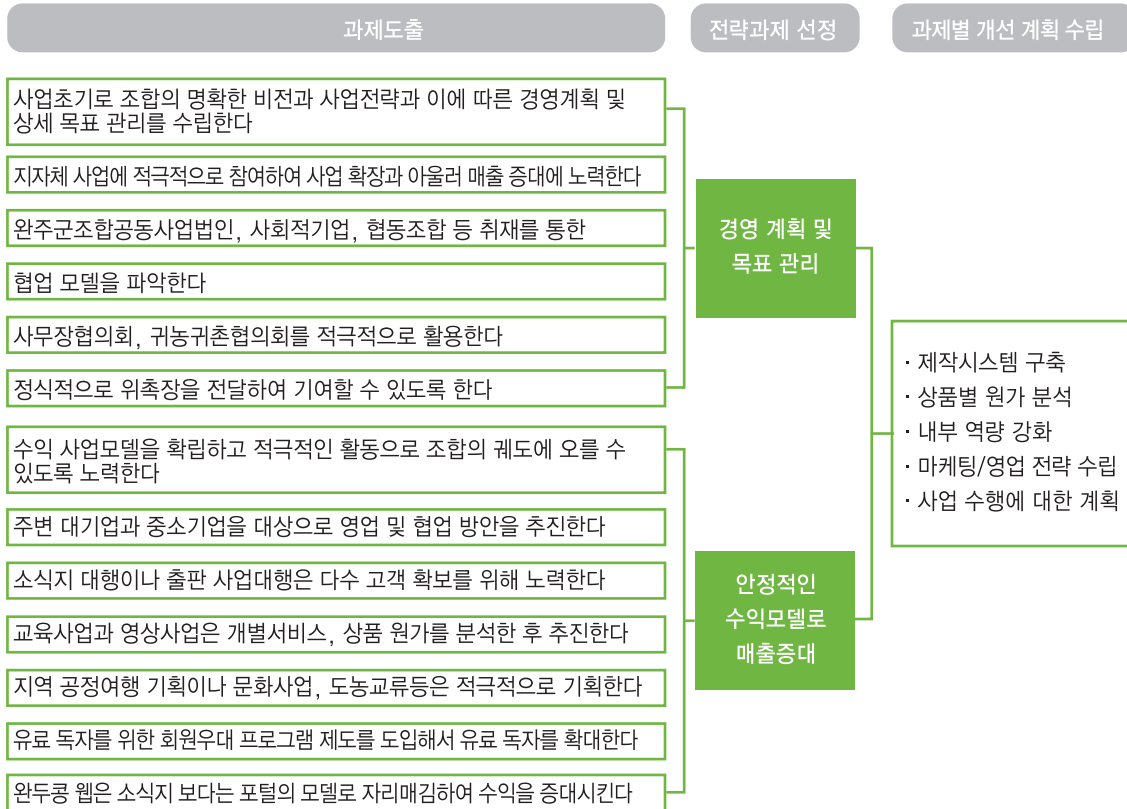 과제도출
전략과제 선정
과제별 개선 계획 수립
사업초기로 조합의 명확한 비전과 사업전략과 이에 따른 경영계획 및
상세 목표 관리를 수립한다
지자체 사업에 적극적으로 참여하여 사업 확장과 아울러 매출 증대에 노력한다
완주군조합공동사업법인, 사회적기업, 협동조합 등 취재를 통한
협업 모델을 파악한다
사무장협의회, 귀농귀촌협의회를 적극적으로 활용한다
정식적으로 위촉장을 전달하여 기여할 수 있도록 한다
수익 사업모델을 확립하고 적극적인 활동으로 조합의 궤도에 오를 수
있도록 노력한다
주변 대기업과 중소기업을 대상으로 영업 및 협업 방안을 추진한다
소식지 대행이나 출판 사업대행은 다수 고객 확보를 위해 노력한다
교육사업과 영상사업은 개별서비스, 상품 원가를 분석한 후 추진한다
지역 공정여행 기획이나 문화사업, 도농교류등은 적극적으로 기획한다
유료 독자를 위한 회원우대 프로그램 제도를 도입해서 유료 독자를 확대한다
완두콩 웹은 소식지 보다는 포털의 모델로 자리매김하여 수익을 증대시킨다
경영 계획 및
목표 관리
안정적인
수익모델로
매출증대
· 제작시스템 구축
· 상품별 원가 분석
· 내부 역량 강화
· 마케팅/영업 전략 수립
· 사업 수행에 대한 계획